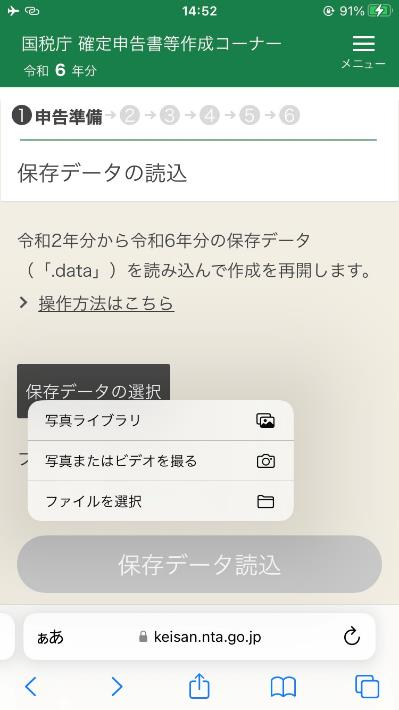 14:52
91%
国税庁 確定申告書等作成コーナー
令和 6 年分
メニュー
1 申告準備 → 2 → 3 → 4 → 5 → 6
保存データの読込
令和2年分から令和6年分の保存データ
（「.data」）を読み込んで作成を再開します。
操作方法はこちら
保存データの選択
写真ライブラリ
写真またはビデオを撮る
ファイルを選択
保存データ読込
ぁあ
keisan.nta.go.jp